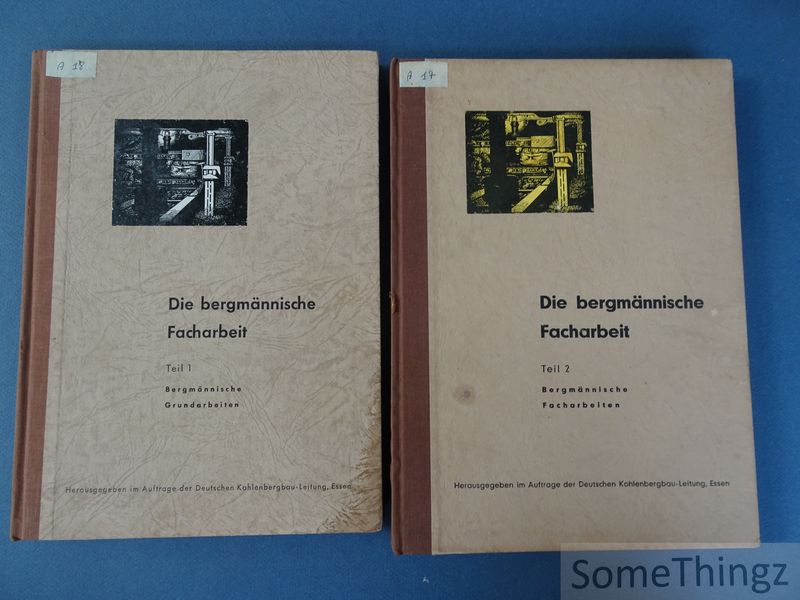 A 18
Die bergmännische
Facharbeit
Teil 1
Bergmännische
Grundarbeiten
Herausgegeben im Auftrage der Deutschen Kohlenbergbau-Leitung, Essen
A 17
Die bergmännische
Facharbeit
Teil 2
Bergmännische
Facharbeiten
Herausgegeben im Auftrage der Deutschen Kohlenbergbau-Leitung, Essen
SomeThingz